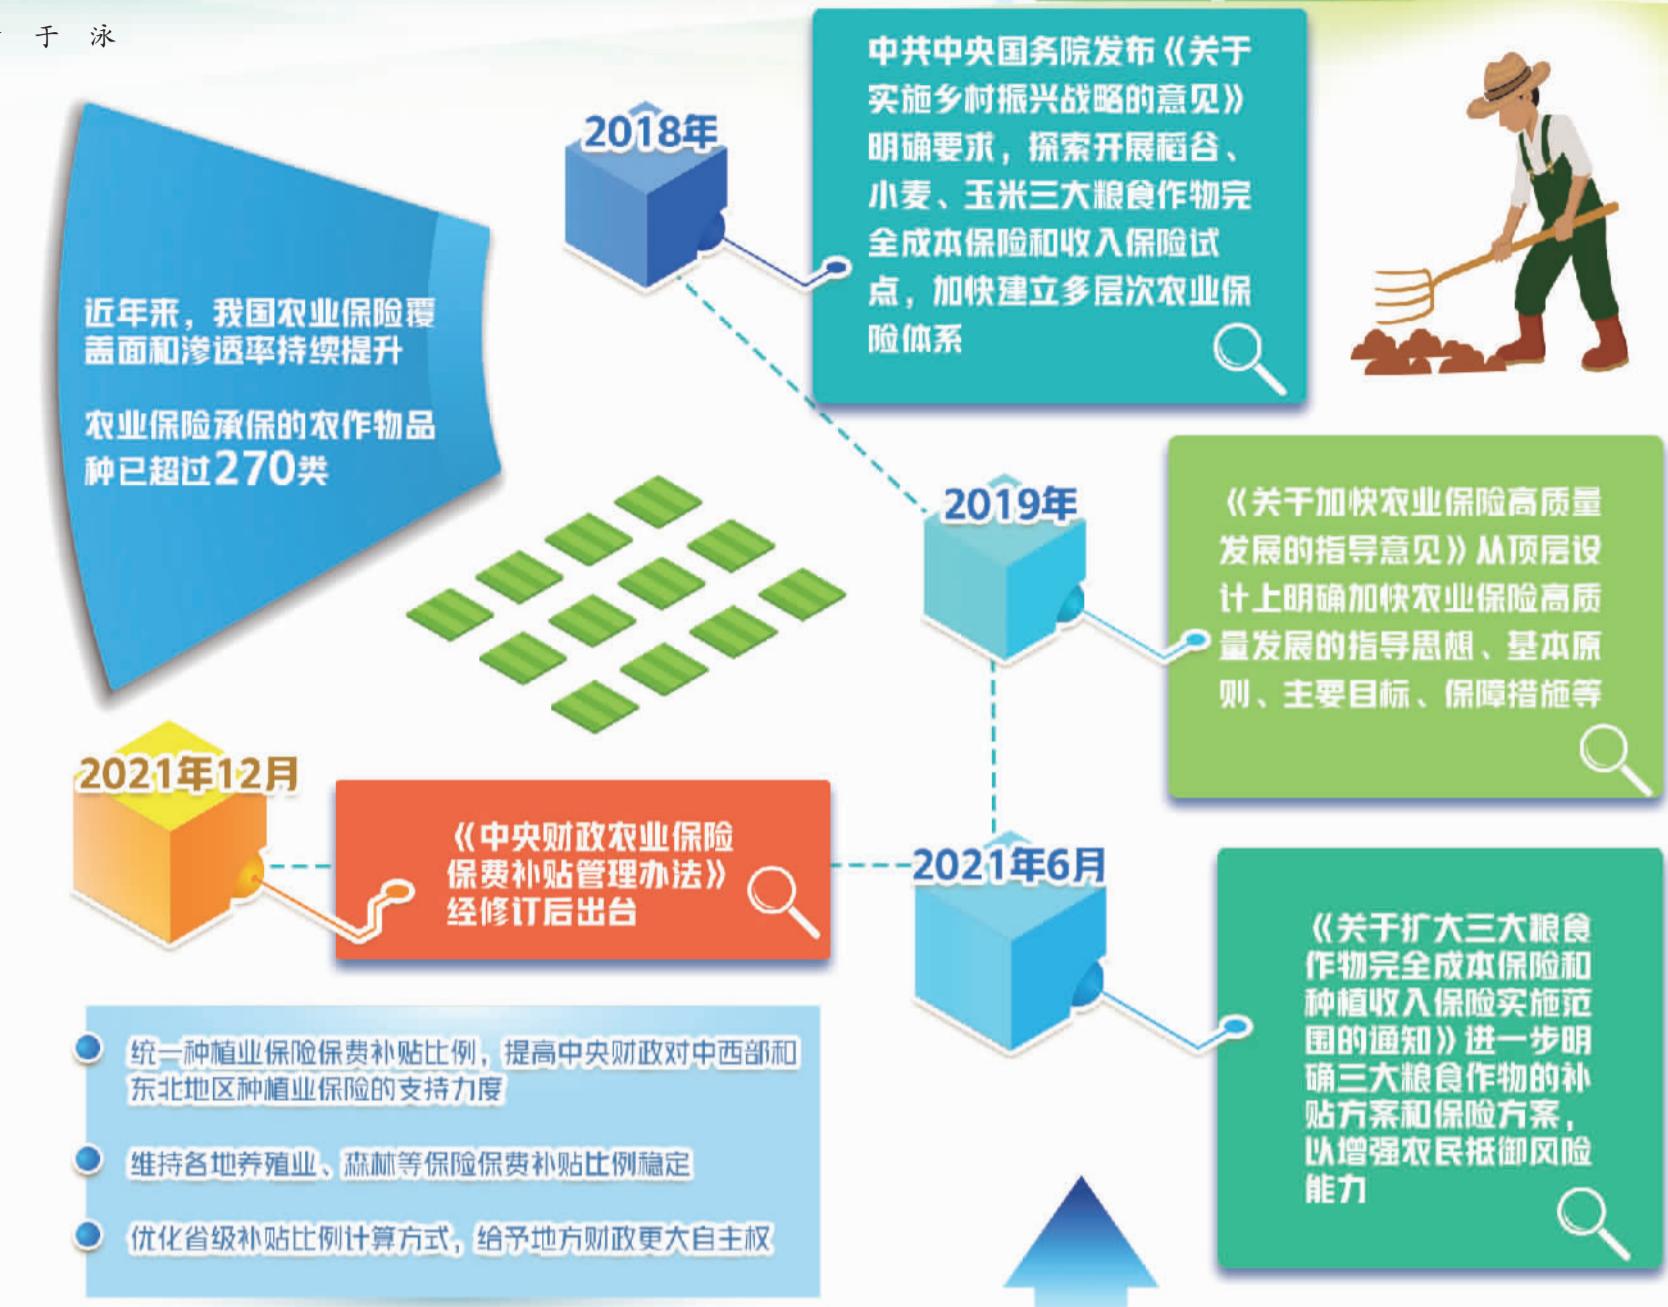 于 泳
近年来，我国农业保险覆
盖面和渗透率持续提升
农业保险承保的农作物品
种已超过270类
2018年
中共中央国务院发布《关于
实施乡村振兴战略的意见》
明确要求，探索开展稻谷、
小麦、玉米三大粮食作物完
全成本保险和收入保险试
点，加快建立多层次农业保
险体系
2019年
《关于加快农业保险高质量
发展的指导意见》从顶层设
计上明确加快农业保险高质
量发展的指导思想、基本原
则、主要目标、保障措施等
2021年6月
《关于扩大三大粮食
作物完全成本保险和
种植收入保险实施范
围的通知》进一步明
确三大粮食作物的补
贴方案和保险方案，
以增强农民抵御风险
能力
2021年12月
《中央财政农业保险
保费补贴管理办法》
经修订后出台
统一种植业保险保费补贴比例，提高中央财政对中西部和
东北地区种植业保险的支持力度
维持各地养殖业、森林等保险保费补贴比例稳定
优化省级补贴比例计算方式，给予地方财政更大自主权